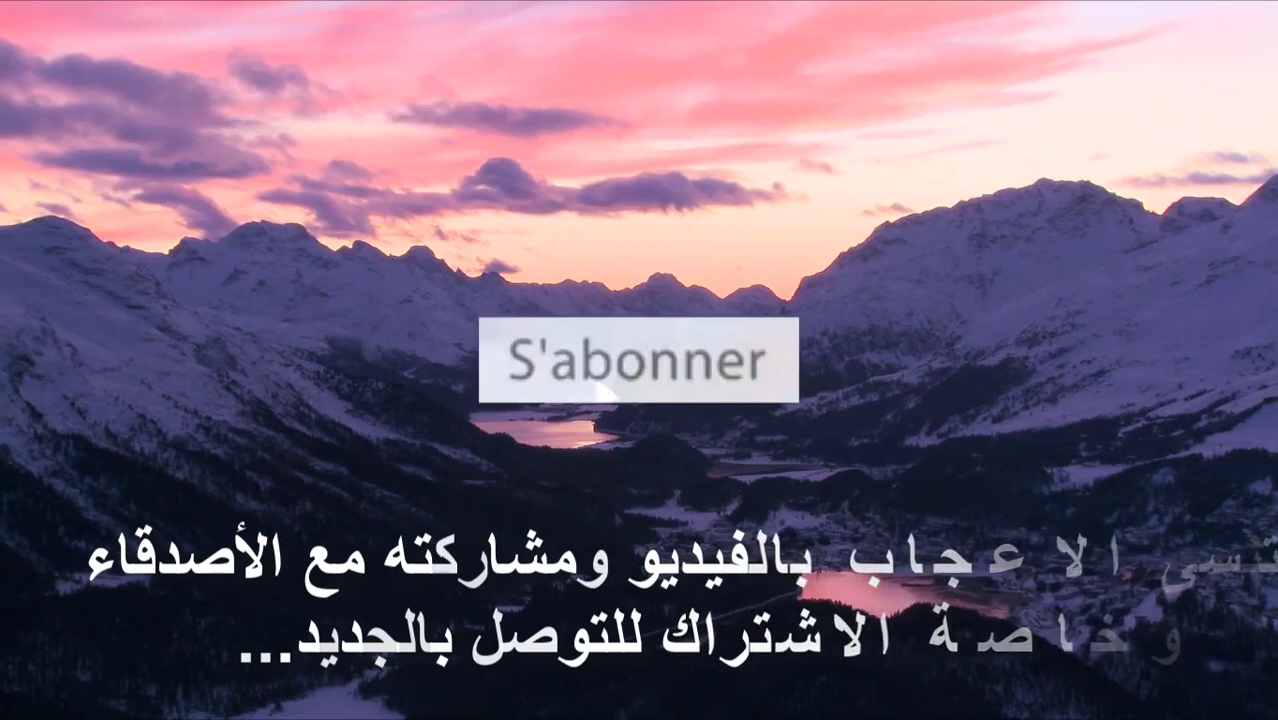 S'abonner
تنسى الاعجاب بالفيديو ومشاركته مع الأصدقاء
وخاصة الاشتراك للتوصل بالجديد...